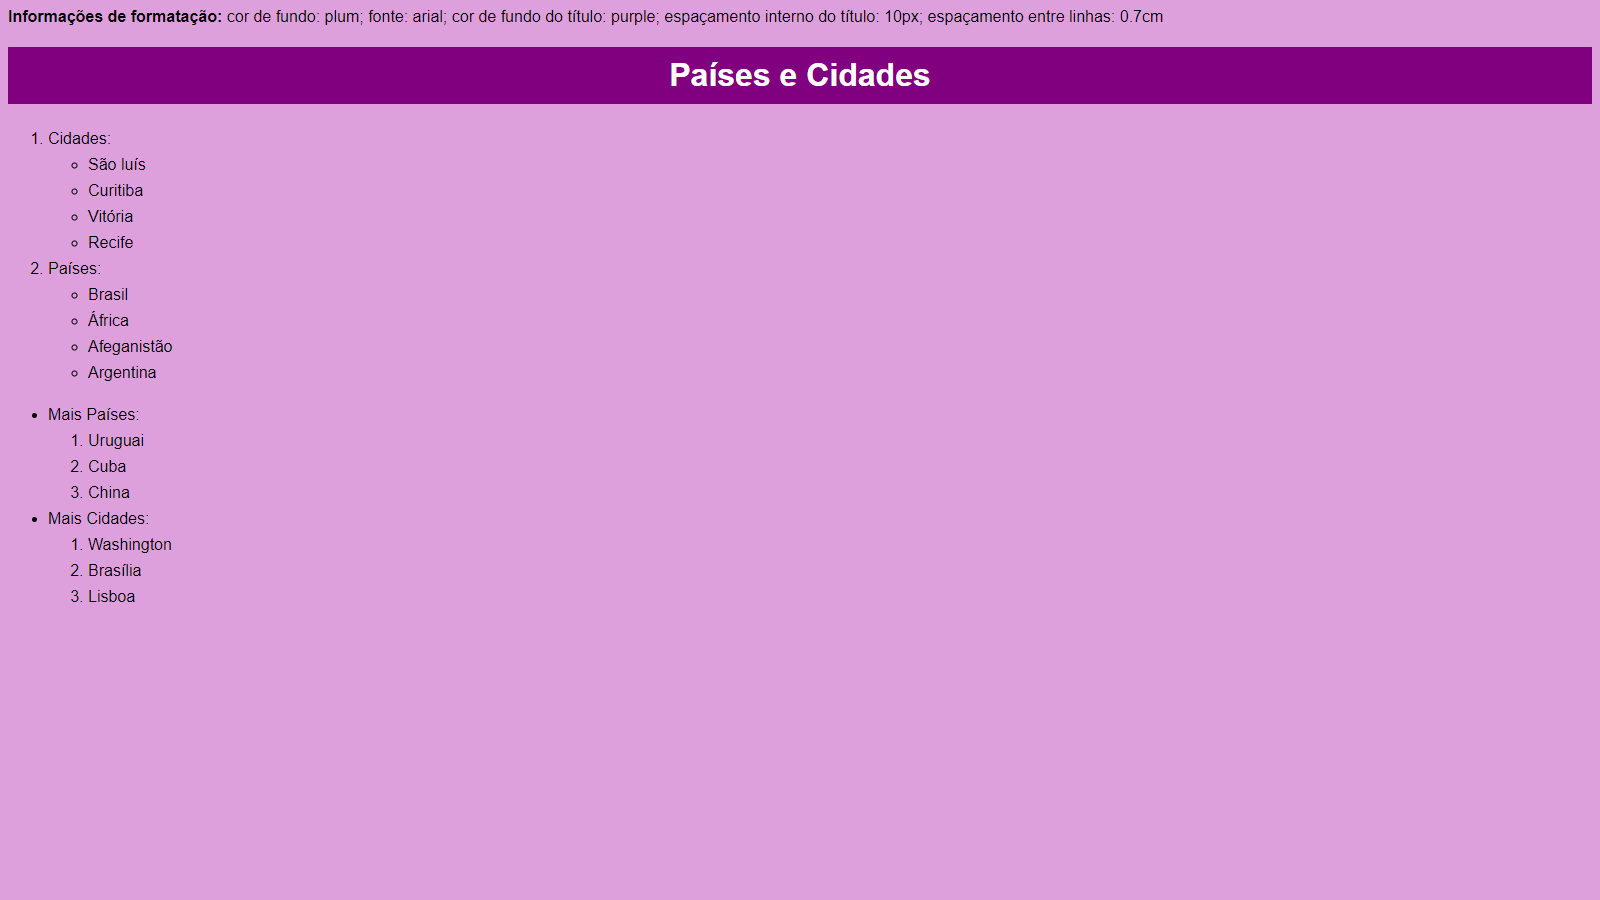 Informações de formatação: cor de fundo: plum; fonte: arial; cor de fundo do título: purple; espaçamento interno do título: 10px; espaçamento entre linhas: 0.7cm
Países e Cidades
1. Cidades:
São luís
Curitiba
Vitória
Recife
2. Países:
Brasil
África
Afeganistão
Argentina
Mais Países:
1. Uruguai
2. Cuba
3. China
Mais Cidades:
1. Washington
2. Brasília
3. Lisboa